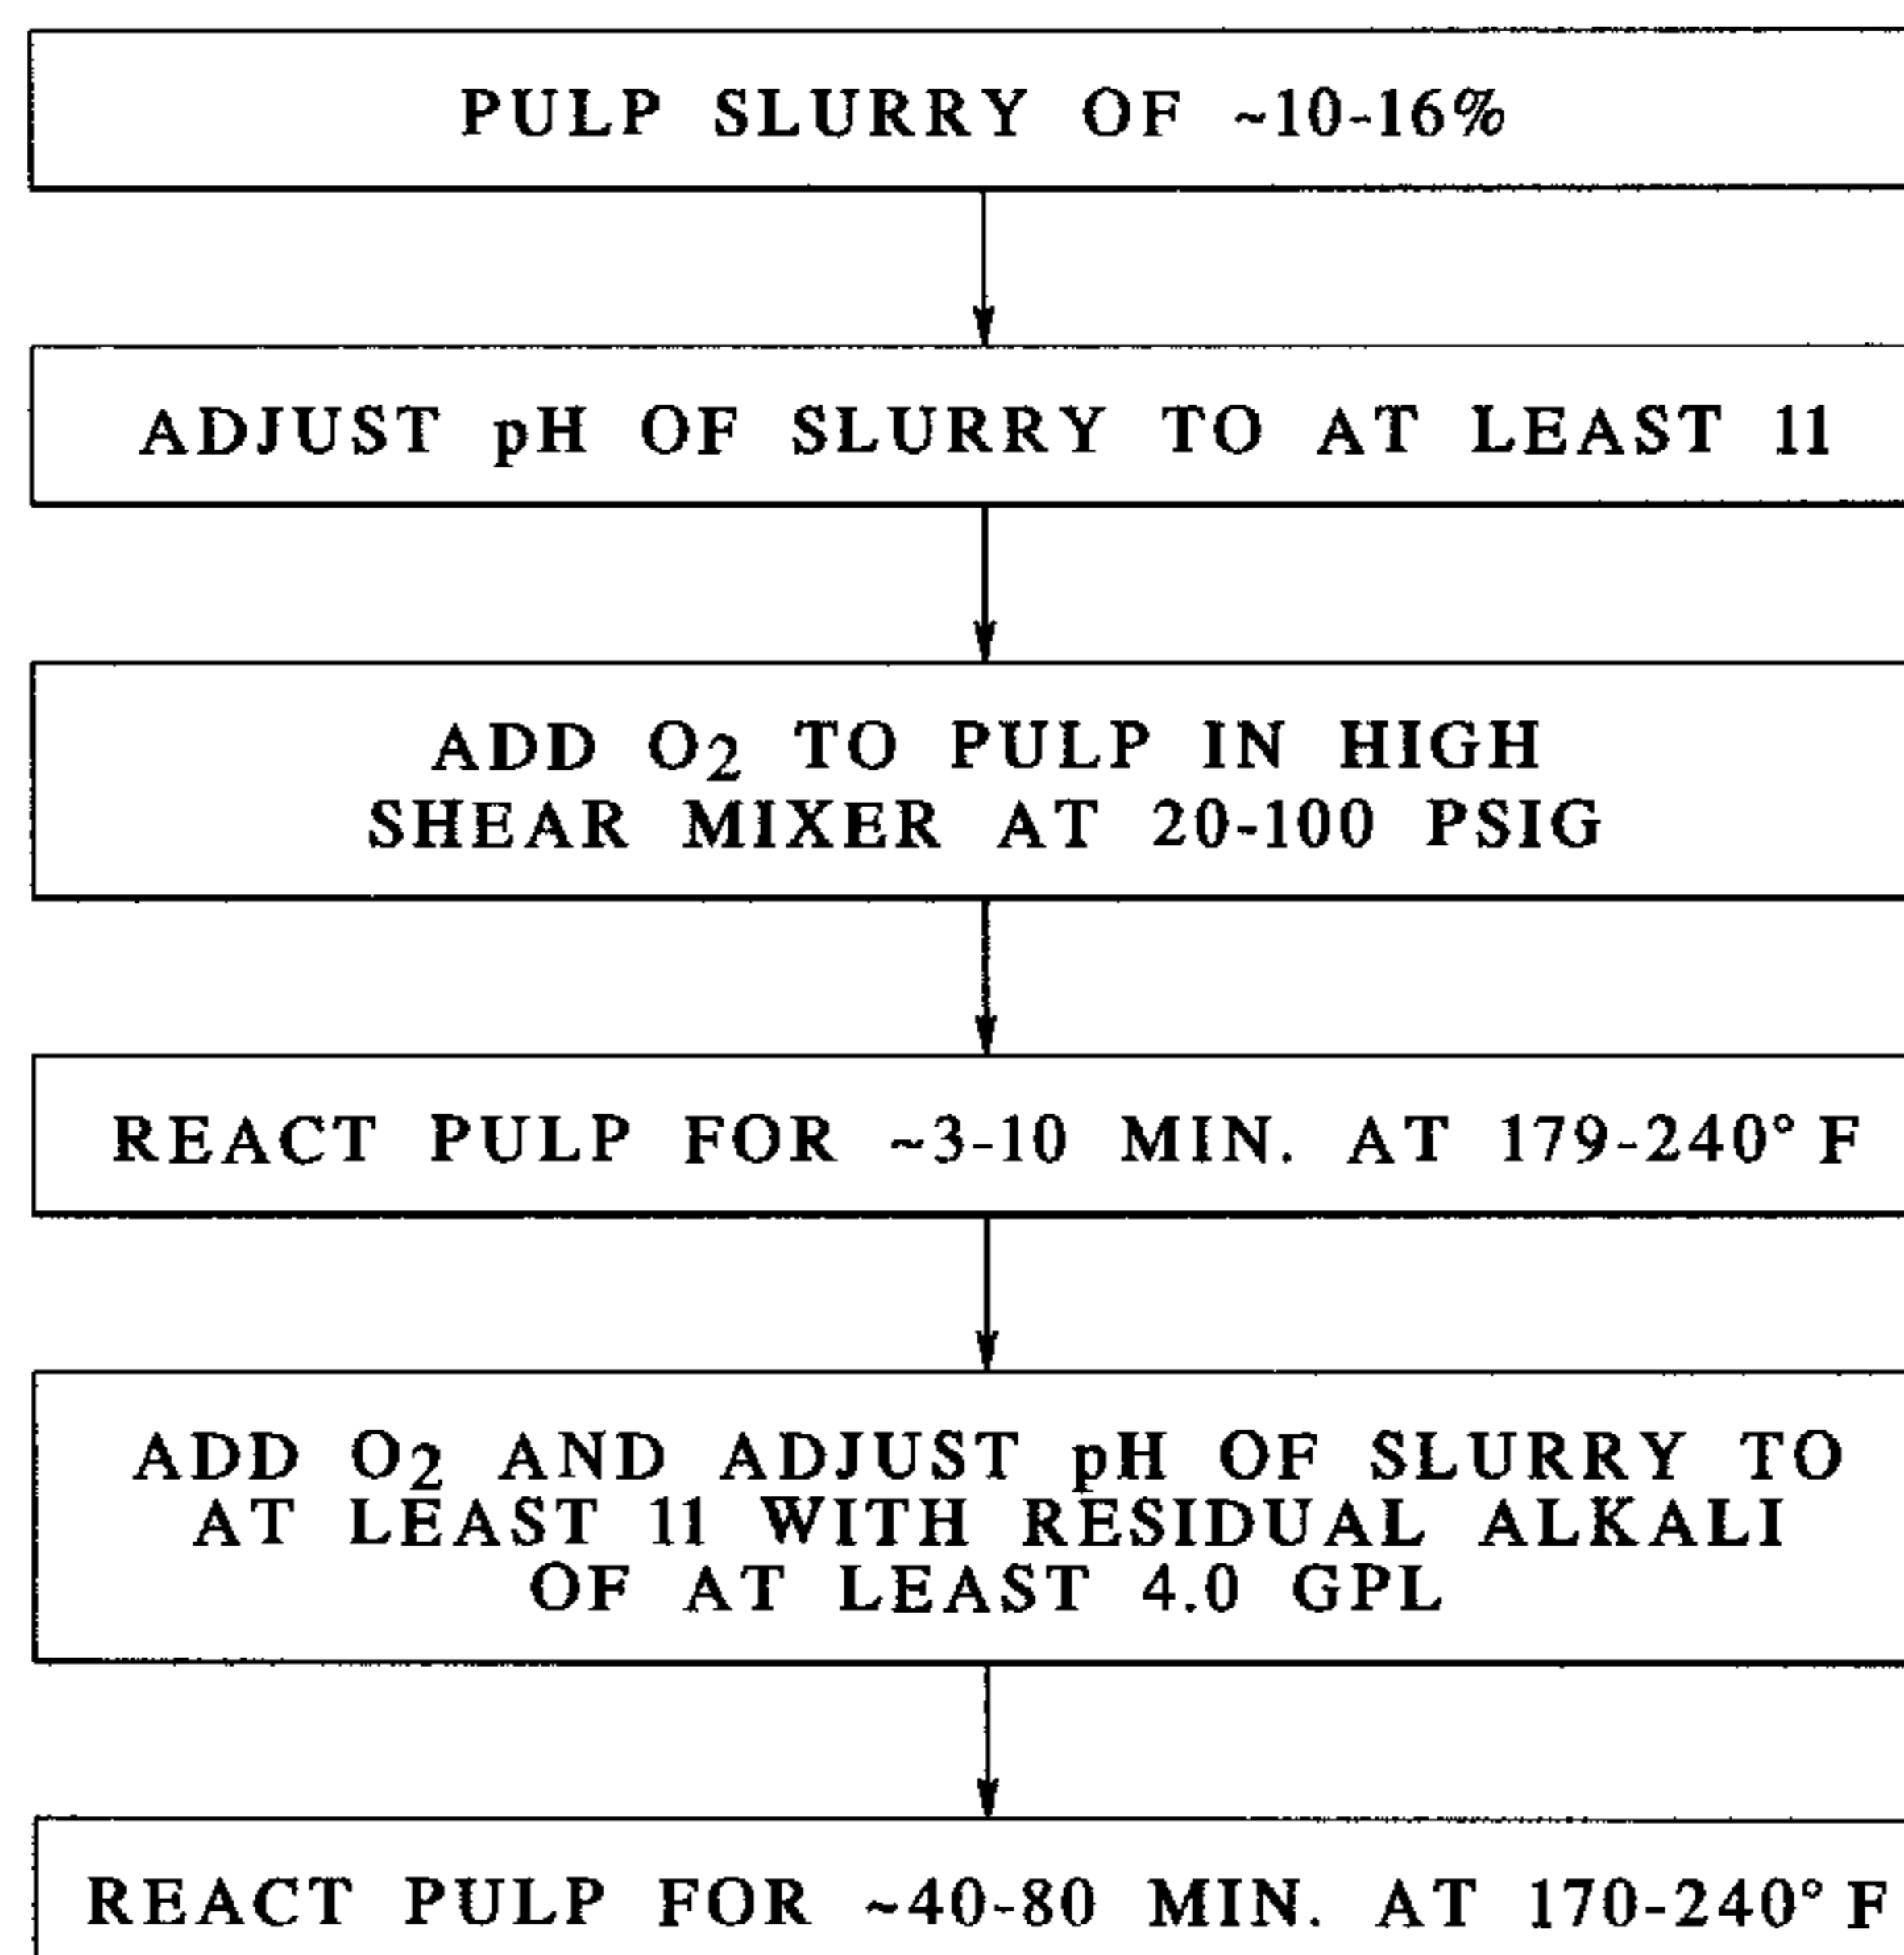 PULP SLURRY OF ~10-16%
ADJUST pH OF SLURRY TO AT LEAST 11
ADD O2 TO PULP IN HIGH
SHEAR MIXER AT 20-100 PSIG
REACT PULP FOR ~3-10 MIN. AT 179-240° F
ADD O2 AND ADJUST pH OF SLURRY TO
AT LEAST 11 WITH RESIDUAL ALKALI
OF AT LEAST 4.0 GPL
REACT PULP FOR ~40-80 MIN. AT 170-240° F